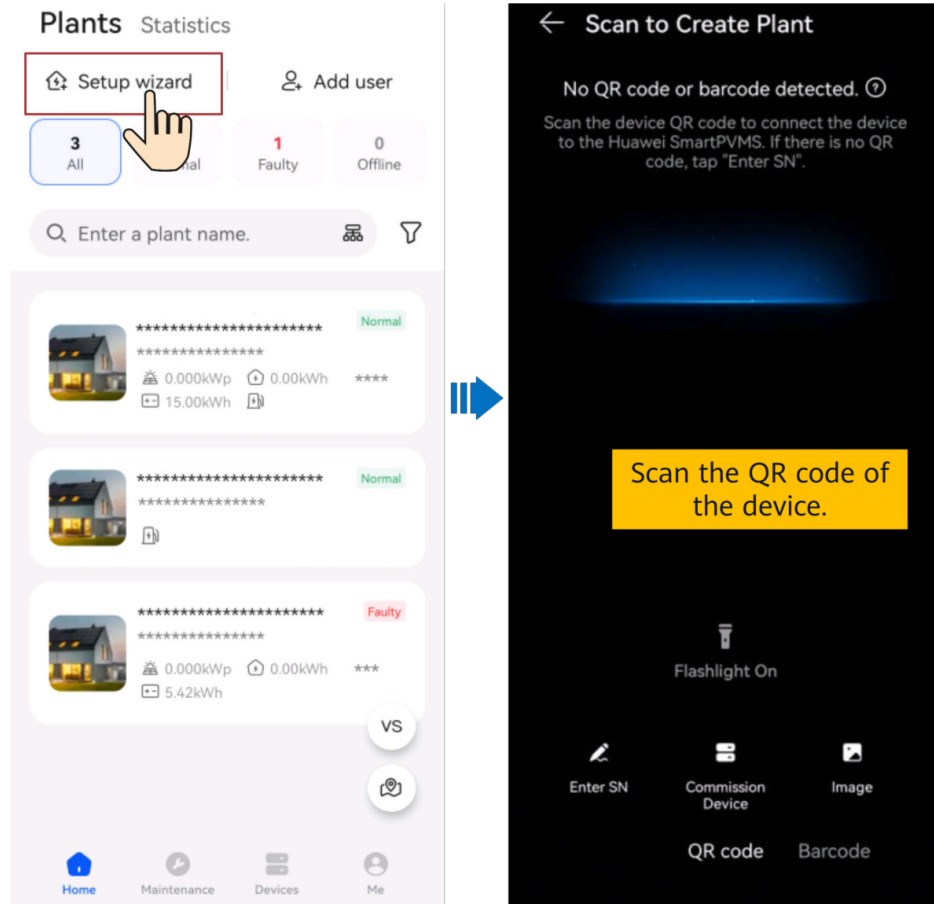 Plants Statistics
Setup wizard
Add user
3
All
1
Faulty
0
Offline
Enter a plant name.
***********************
Normal
***************
0.000kWp 0.00kWh ****
15.00kWh
***********************
Normal
***************
***********************
Faulty
***************
0.000kWp 0.00kWh ***
5.42kWh
VS
Home
Maintenance
Devices
Me
Scan to Create Plant
No QR code or barcode detected.
Scan the device QR code to connect the device
to the Huawei SmartPVMS. If there is no QR
code, tap "Enter SN".
Scan the QR code of
the device.
Flashlight On
Enter SN
Commission
Device
Image
QR code Barcode